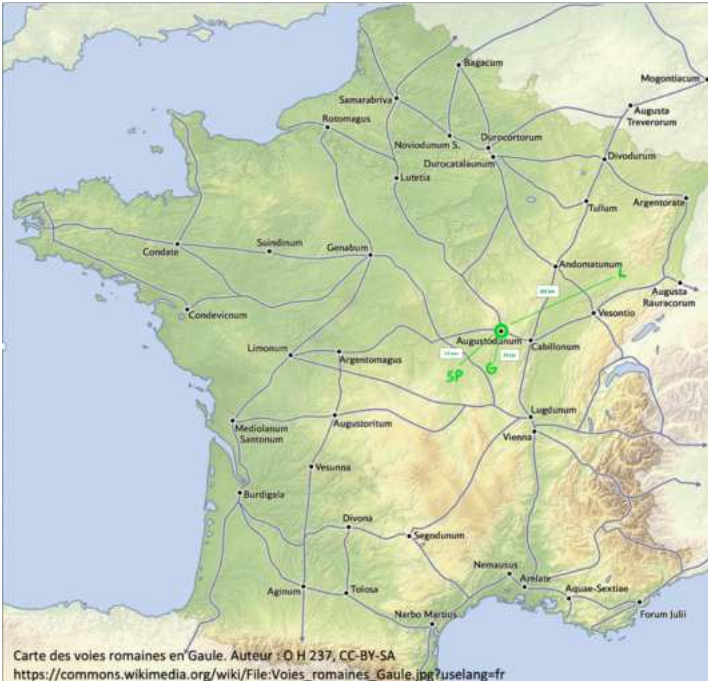 Bagacum
Mogontiacum
Samarabriva
Augusta
Treverorum
Rotomagus
Noviodunum S.
Durocortorum
Durocatalaunum
Divodurum
Lutetia
Tullum
Argentorate
Condate
Suindinum
Genabum
Andomatunum
L
Augusta
Rauracorum
Condevicnum
Vesontio
Augustodunum
Cabillonum
Limonum
Argentomagus
SP
G
Mediolanum
Santonum
Augustoritum
Lugdunum
Vienna
Vesunna
Burdigala
Divona
Segodunum
Nemausus
Arelate
Aginum
Tolosa
Aquae-Sextiae
Forum Julii
Narbo Martius
Carte des voies romaines en Gaule. Auteur : O H 237, CC-BY-SA
https://commons.wikimedia.org/wiki/File:Voies_romaines_Gaule.jpg?uselang=fr